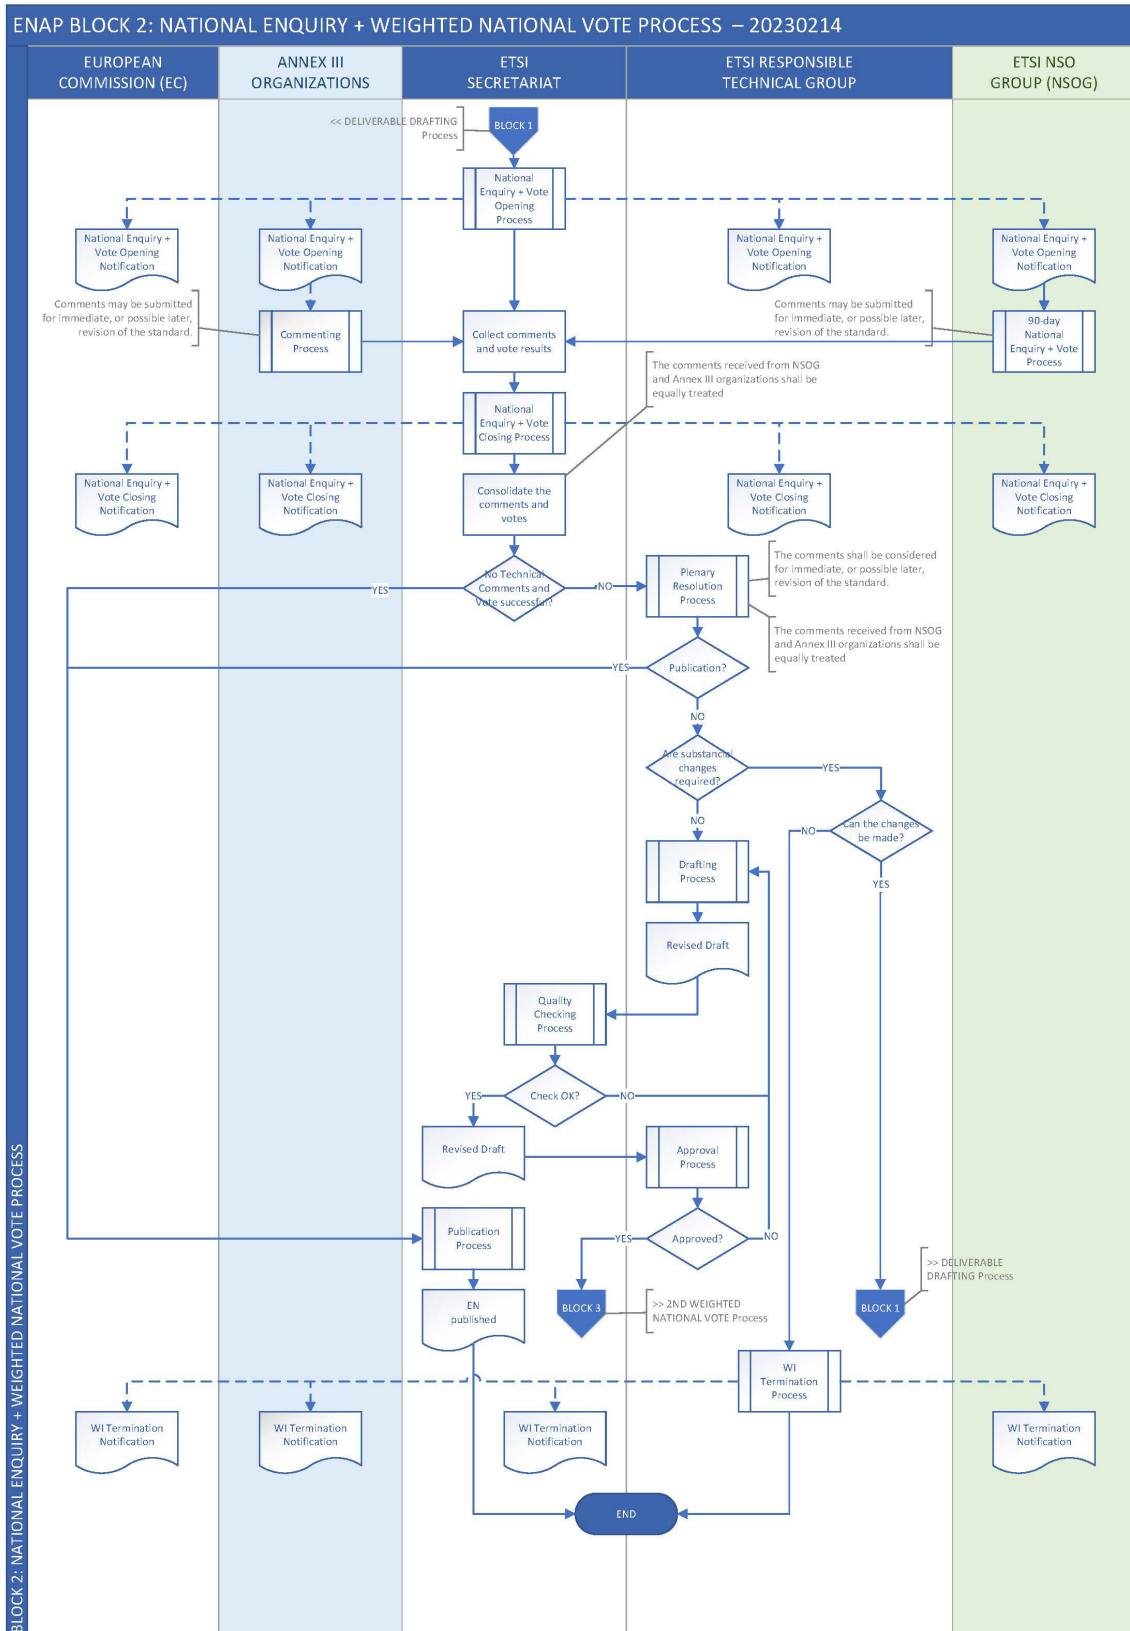 ENAP BLOCK 2: NATIONAL ENQUIRY + WEIGHTED NATIONAL VOTE PROCESS – 20230214
EUROPEAN
COMMISSION (EC)
ANNEX III
ORGANIZATIONS
ETSI
SECRETARIAT
ETSI RESPONSIBLE
TECHNICAL GROUP
ETSI NSO
GROUP (NSOG)
<< DELIVERABLE DRAFTING
Process
BLOCK 1
National
Enquiry + Vote
Opening
Process
National Enquiry +
Vote Opening
Notification
National Enquiry +
Vote Opening
Notification
National Enquiry +
Vote Opening
Notification
National Enquiry +
Vote Opening
Notification
Comments may be submitted
for immediate, or possible later,
revision of the standard.
Commenting
Process
Collect comments
and vote results
Comments may be submitted
for immediate, or possible later,
revision of the standard.
90-day
National
Enquiry + Vote
Process
The comments received from NSOG
and Annex III organizations shall be
equally treated
National
Enquiry + Vote
Closing Process
National Enquiry +
Vote Closing
Notification
National Enquiry +
Vote Closing
Notification
Consolidate the
comments and
votes
National Enquiry +
Vote Closing
Notification
National Enquiry +
Vote Closing
Notification
No Technical
Comments and
Vote successful?
YES
NO
Plenary
Resolution
Process
The comments shall be considered
for immediate, or possible later,
revision of the standard.
The comments received from NSOG
and Annex III organizations shall be
equally treated
YES
Publication?
NO
Are substancial
changes
required?
YES
NO
Can the changes
be made?
NO
YES
Drafting
Process
Revised Draft
Quality
Checking
Process
Check OK?
YES
NO
Revised Draft
Approval
Process
Publication
Process
YES
Approved?
NO
>> DELIVERABLE
DRAFTING Process
EN
published
BLOCK 3
>> 2ND WEIGHTED
NATIONAL VOTE Process
BLOCK 1
WI
Termination
Process
WI Termination
Notification
WI Termination
Notification
WI Termination
Notification
WI Termination
Notification
END
BLOCK 2: NATIONAL ENQUIRY + WEIGHTED NATIONAL VOTE PROCESS